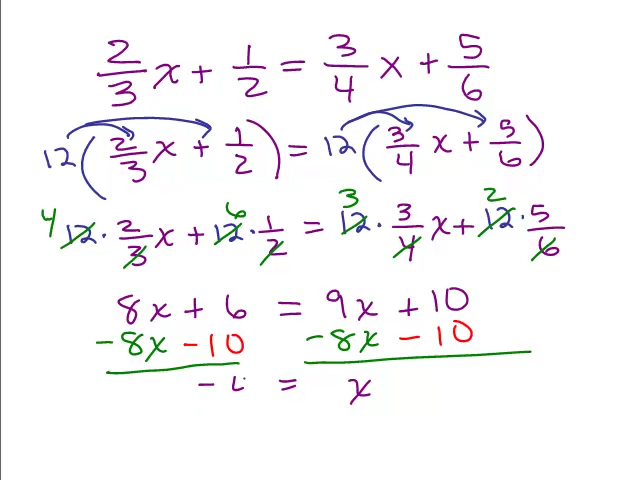 2/3 x + 1/2 = 3/4 x + 5/6
12(2/3 x + 1/2) = 12(3/4 x + 5/6)
4 6 3 2
12 · 2/3 x + 12 · 1/2 = 12 · 3/4 x + 12 · 5/6
8x + 6 = 9x + 10
-8x -10 -8x -10
-4 = x